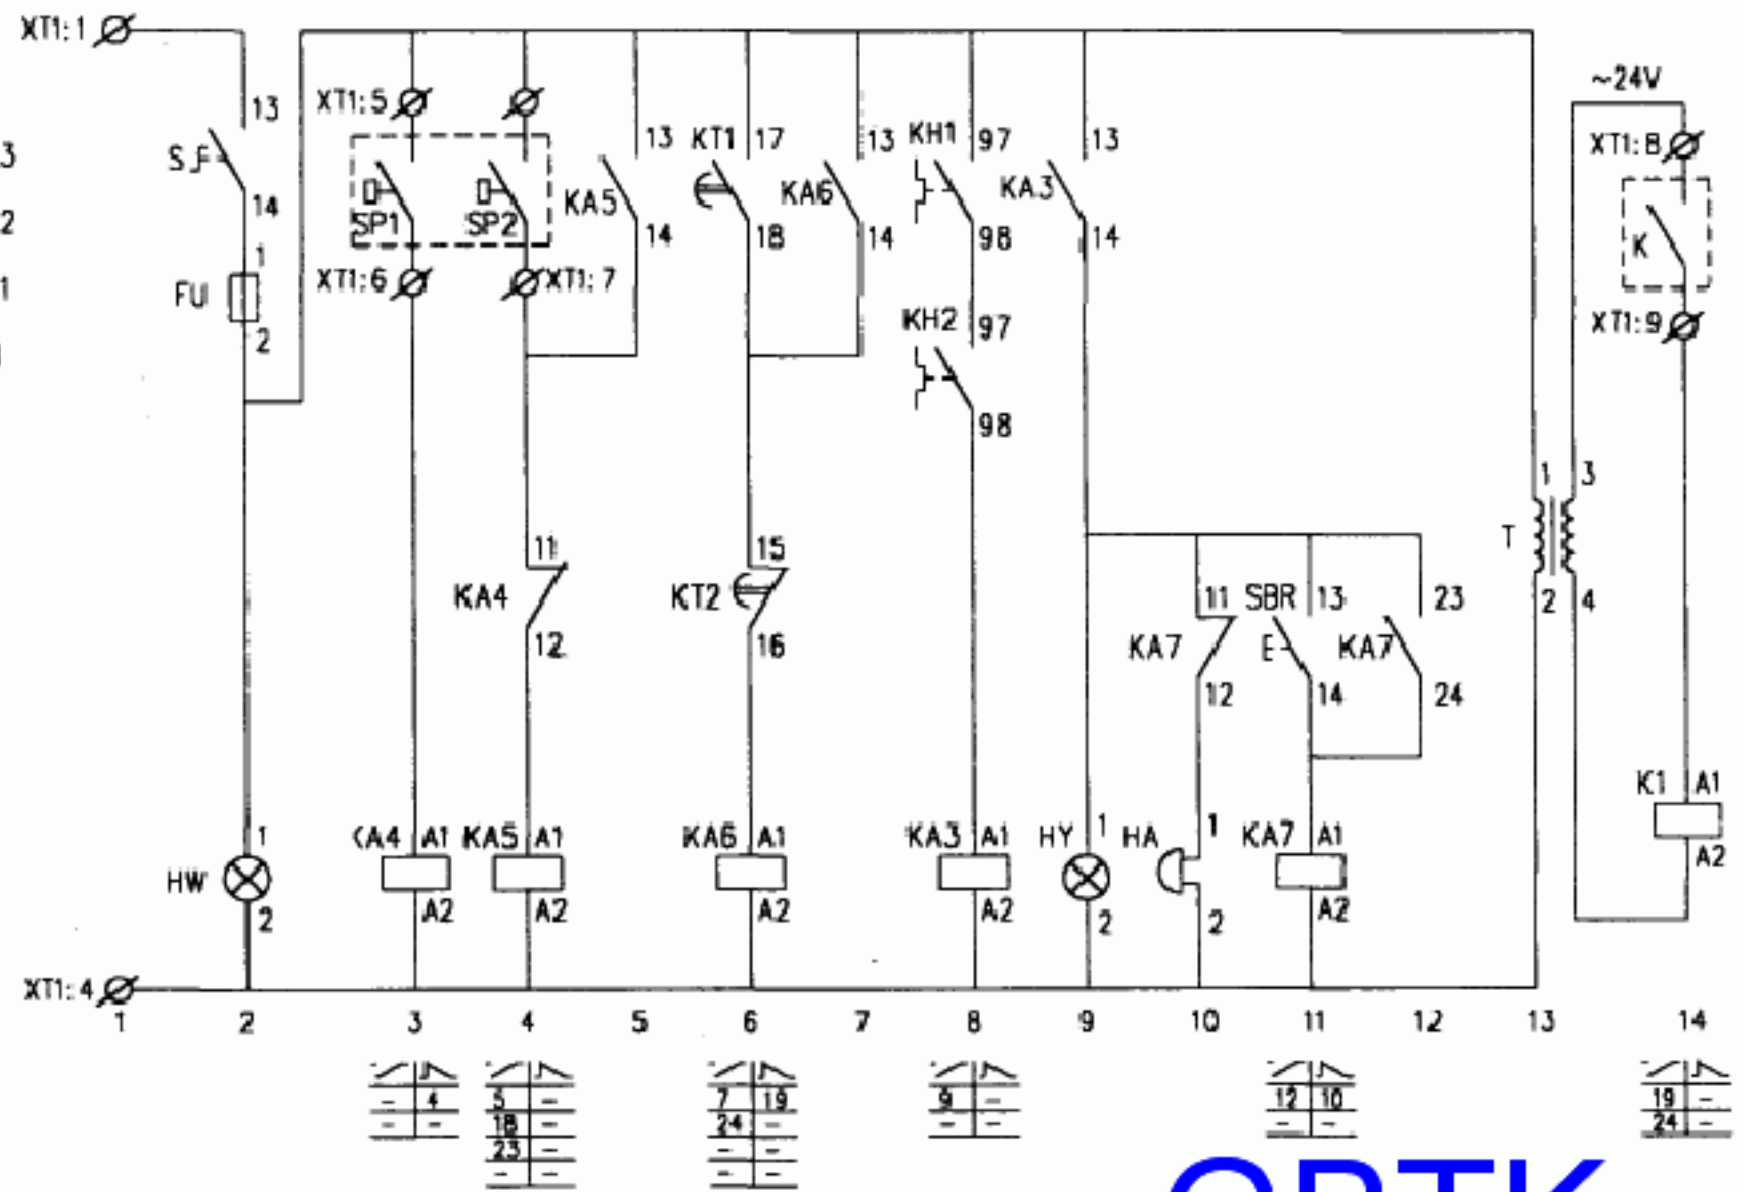 XT1:1
~24V
13
XT1:5
13 KT1 17 13 KH1 97 13
XT1:8
3
S
SP1 SP2 KA5 KA6 KA3
14
2
14 18 14 98 14
K
1
XT1:6 XT1:7
1
FU
2
KH2 97
XT1:9
98
1 3
T
11 15
KA4 KT2
2 4
12 16
11 SBR 13 23
KA7 E KA7
12 14 24
K1 A1
A2
1 KA4 A1 KA5 A1 KA6 A1 KA3 A1 HY 1 HA 1 KA7 A1
HW
2 A2 A2 A2 A2 2 2 A2
XT1:4
1 2 3 4 5 6 7 8 9 10 11 12 13 14
- 4 5 - 7 19 9 - 12 10 19 -
- - 18 - 24 - - - - - 24 -
23 - - -
- - - -